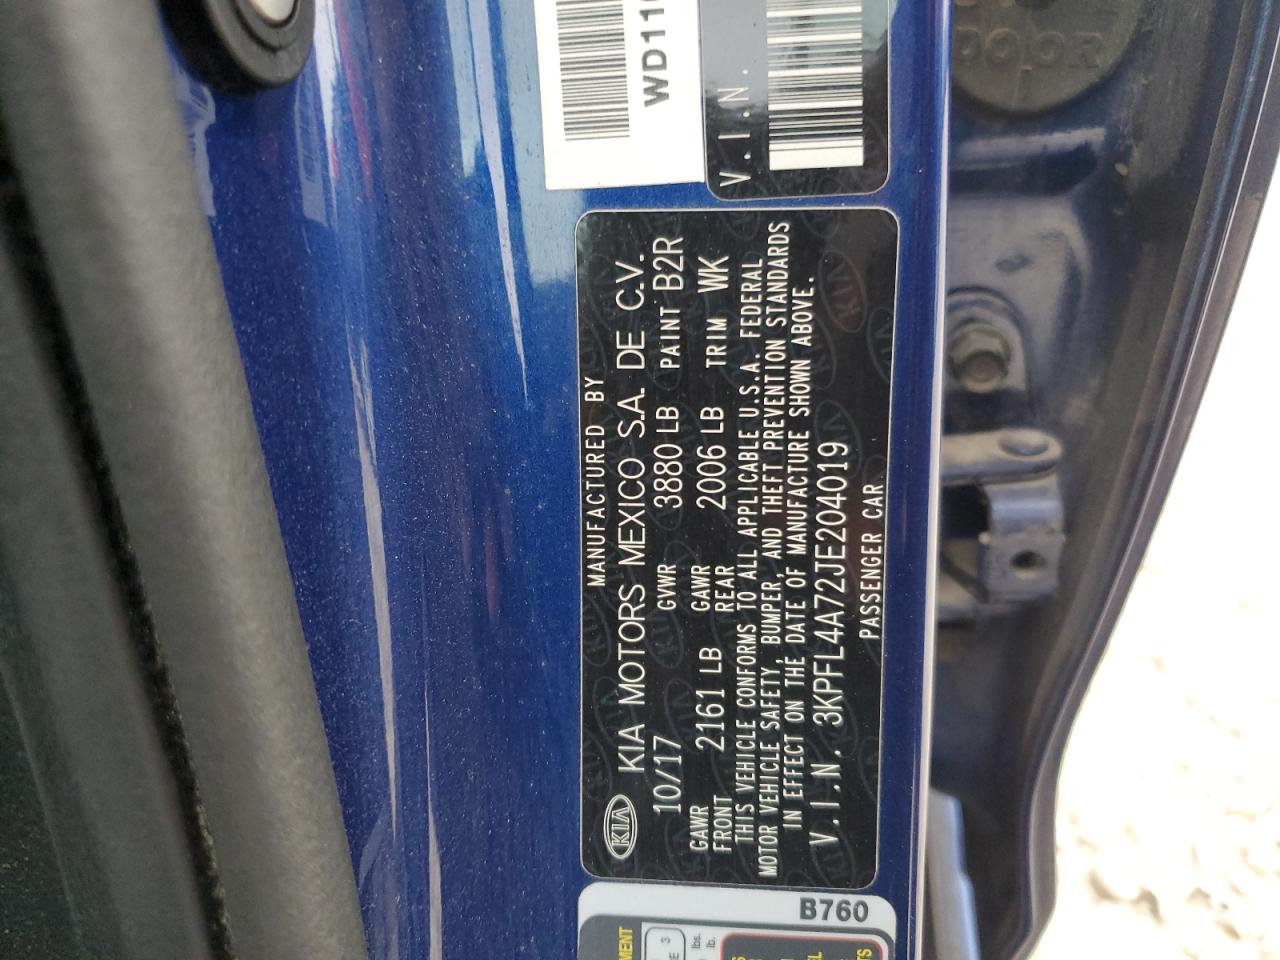 KIA
MANUFACTURED BY
KIA MOTORS MEXICO S.A. DE C.V.
10/17 GVWR 3880 LB PAINT B2R
GAWR FRONT 2161 LB GAWR REAR 2006 LB TRIM WK
THIS VEHICLE CONFORMS TO ALL APPLICABLE U.S.A. FEDERAL
MOTOR VEHICLE SAFETY, BUMPER, AND THEFT PREVENTION STANDARDS
IN EFFECT ON THE DATE OF MANUFACTURE SHOWN ABOVE.
V.I.N. 3KPFL4A72JE204019
PASSENGER CAR
V.I.N.
B760
DOOR